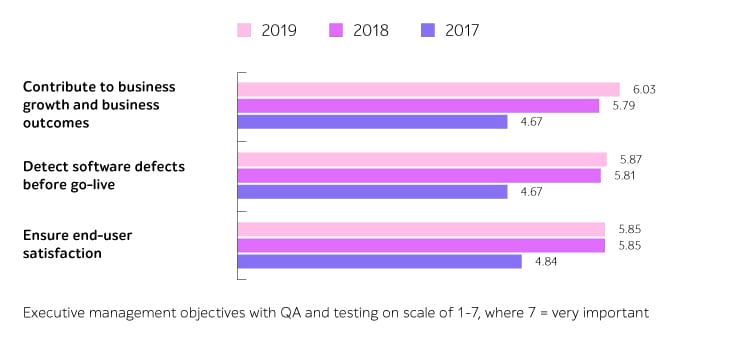 2019 2018 2017
Contribute to business
growth and business
outcomes
6.03
5.79
4.67
Detect software defects
before go-live
5.87
5.81
4.67
Ensure end-user
satisfaction
5.85
5.85
4.84
Executive management objectives with QA and testing on scale of 1-7, where 7 = very important